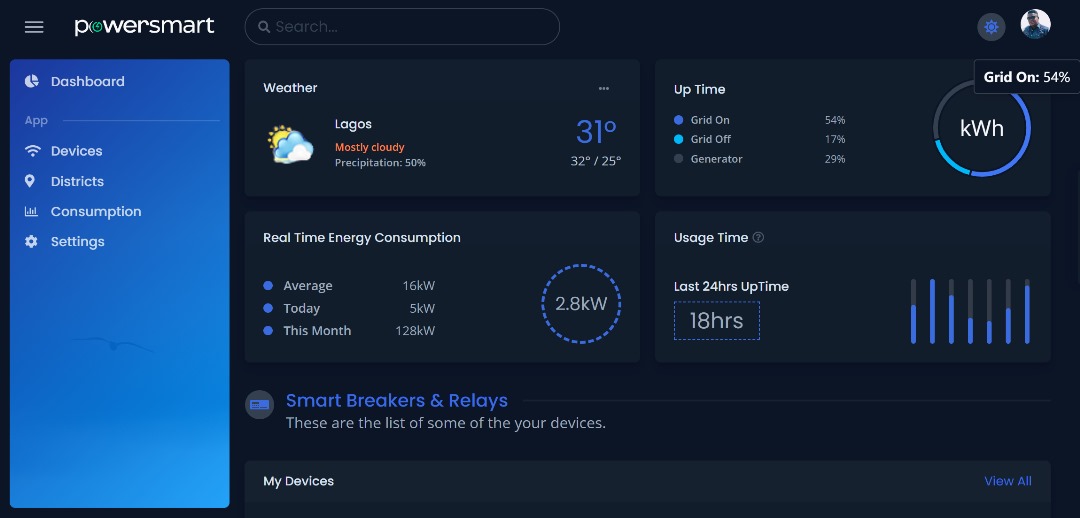 powersmart
Search...
Grid On: 54%
Dashboard
App
Devices
Districts
Consumption
Settings
Weather
Lagos
Mostly cloudy
Precipitation: 50%
31°
32° / 25°
Up Time
Grid On 54%
Grid Off 17%
Generator 29%
kWh
Real Time Energy Consumption
Average 16kW
Today 5kW
This Month 128kW
2.8kW
Usage Time
Last 24hrs UpTime
18hrs
Smart Breakers & Relays
These are the list of some of the your devices.
My Devices
View All